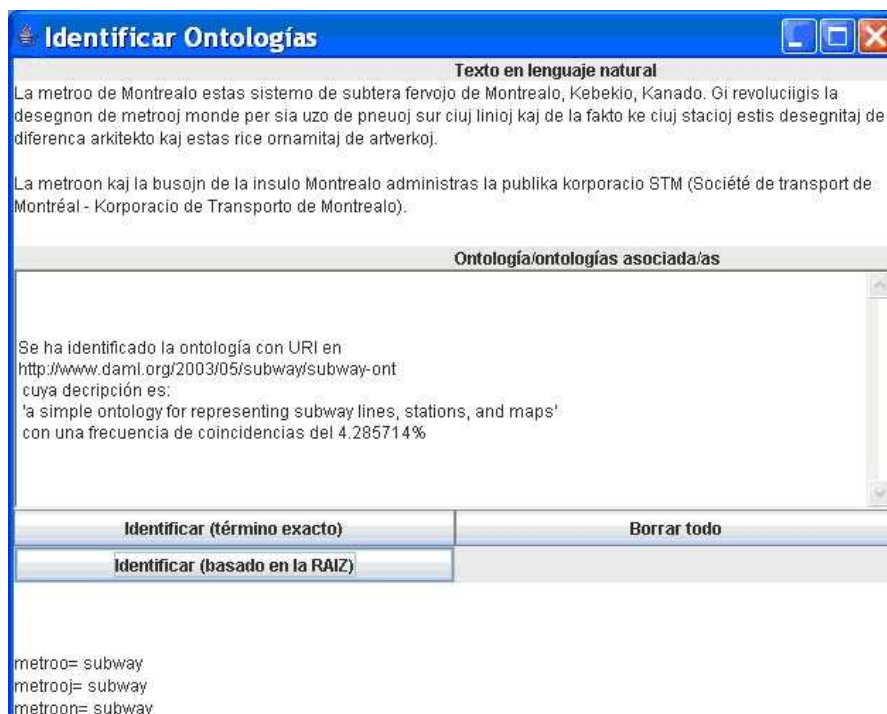 Identificar Ontologías
Texto en lenguaje natural
La metroo de Montrealo estas sistemo de subtera fervojo de Montrealo, Kebekio, Kanado. Gi revoluciigis la
desegnon de metrooj monde per sia uzo de pneuoj sur ciuj linioj kaj de la fakto ke ciuj stacioj estis desegnitaj de
diferenca arkitekto kaj estas rice ornamitaj de artverkoj.
La metroon kaj la busojn de la insulo Montrealo administras la publika korporacio STM (Société de transport de
Montréal - Korporacio de Transporto de Montrealo).
Ontología/ontologías asociada/as
Se ha identificado la ontología con URI en
http://www.daml.org/2003/05/subway/subway-ont
cuya decripción es:
'a simple ontology for representing subway lines, stations, and maps'
con una frecuencia de coincidencias del 4.285714%
Identificar (término exacto)
Borrar todo
Identificar (basado en la RAIZ)
metroo= subway
metrooj= subway
metroon= subway